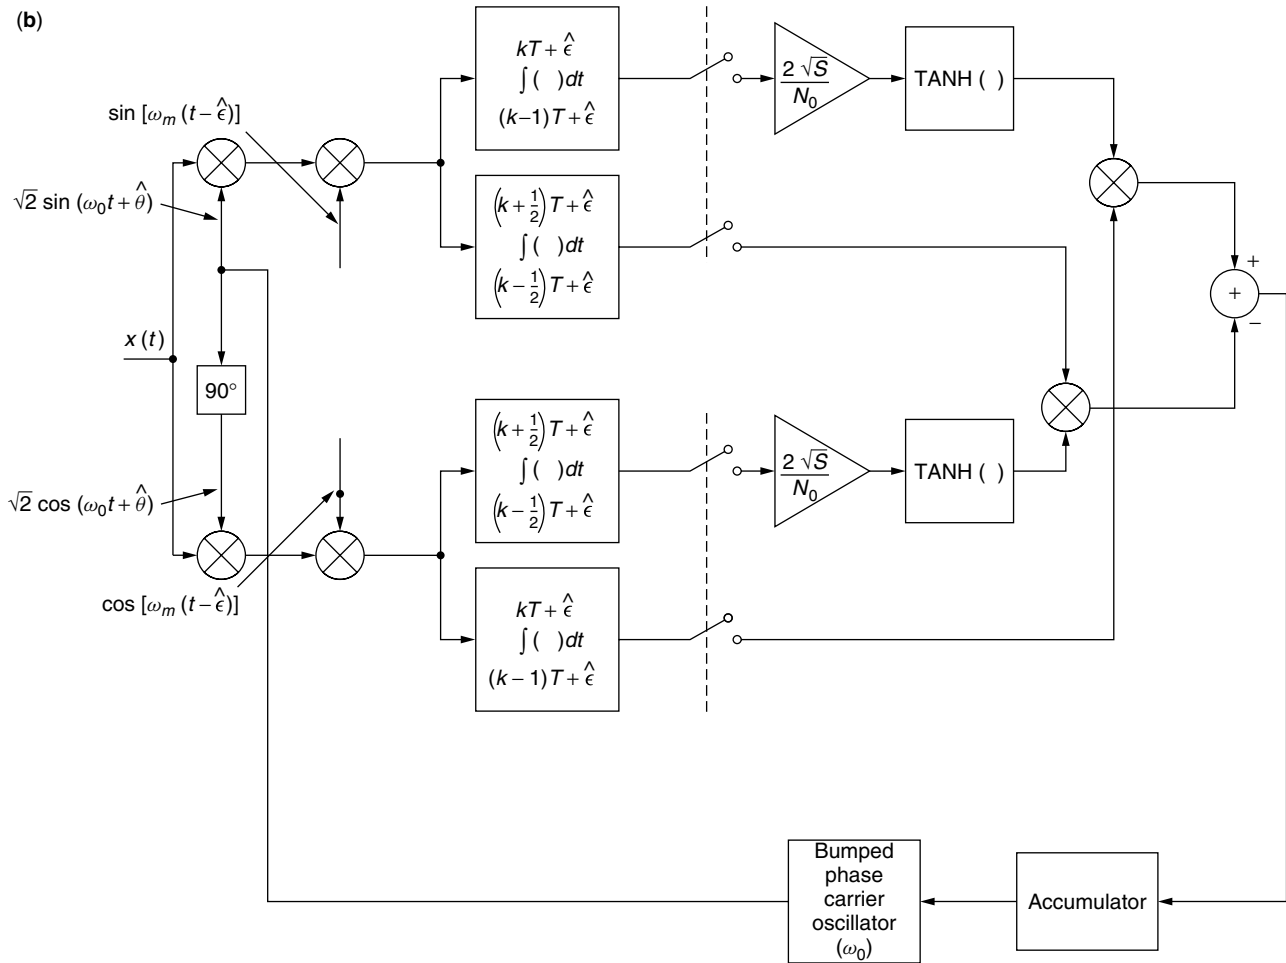 (b)
kT + ϵ̂
∫( )dt
(k−1)T + ϵ̂
2 √S
N₀
TANH ( )
sin [ωₘ (t − ϵ̂)]
√2 sin (ω₀t + θ̂)
(k + 1/2)T + ϵ̂
∫( )dt
(k − 1/2)T + ϵ̂
+
+
−
x (t)
90°
(k + 1/2)T + ϵ̂
∫( )dt
(k − 1/2)T + ϵ̂
2 √S
N₀
TANH ( )
√2 cos (ω₀t + θ̂)
cos [ωₘ (t − ϵ̂)]
kT + ϵ̂
∫( )dt
(k − 1)T + ϵ̂
Bumped
phase
carrier
oscillator
(ω₀)
Accumulator